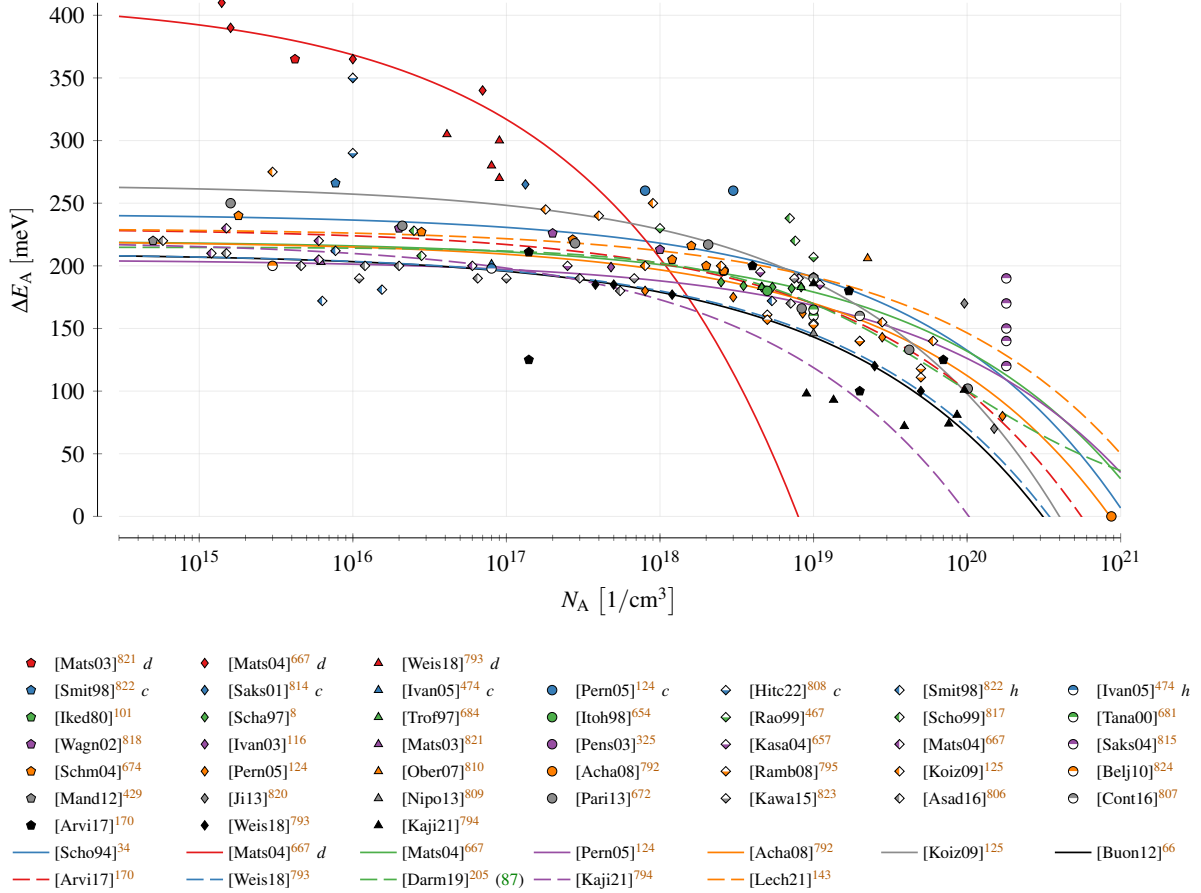 400
350
300
250
200
150
100
50
0
ΔE_A [meV]
10^15 10^16 10^17 10^18 10^19 10^20 10^21
N_A [1/cm^3]
[Mats03]^821 d [Mats04]^667 d [Weis18]^793 d
[Smit98]^822 c [Saks01]^814 c [Ivan05]^474 c [Pern05]^124 c [Hitc22]^808 c [Smit98]^822 h [Ivan05]^474 h
[Iked80]^101 [Scha97]^8 [Trof97]^684 [Itoh98]^654 [Rao99]^467 [Scho99]^817 [Tana00]^681
[Wagn02]^818 [Ivan03]^116 [Mats03]^821 [Pens03]^325 [Kasa04]^657 [Mats04]^667 [Saks04]^815
[Schm04]^674 [Pern05]^124 [Ober07]^810 [Acha08]^792 [Ramb08]^795 [Koiz09]^125 [Belj10]^824
[Mand12]^429 [Ji13]^820 [Nipo13]^809 [Pari13]^672 [Kawa15]^823 [Asad16]^806 [Cont16]^807
[Arvi17]^170 [Weis18]^793 [Kaji21]^794
[Scho94]^34 [Mats04]^667 d [Mats04]^667 [Pern05]^124 [Acha08]^792 [Koiz09]^125 [Buon12]^66
[Arvi17]^170 [Weis18]^793 [Darm19]^205 (87) [Kaji21]^794 [Lech21]^143